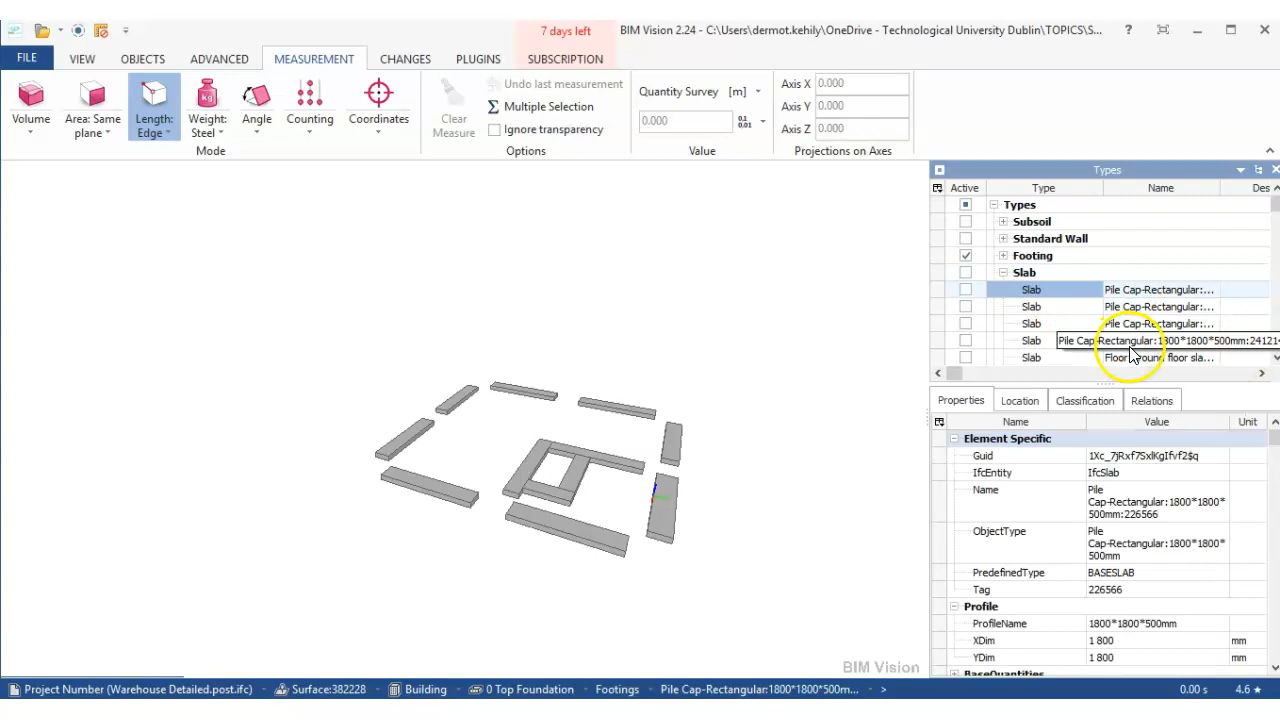 7 days left
BIM Vision 2.24 - C:\Users\dermot.kehily\OneDrive - Technological University Dublin\TOPICS\S...
FILE VIEW OBJECTS ADVANCED MEASUREMENT CHANGES PLUGINS SUBSCRIPTION
Volume
Area: Same plane
Length: Edge
Weight: Steel
Angle
Counting
Coordinates
Mode
Clear Measure
Undo last measurement
Multiple Selection
Ignore transparency
Options
Quantity Survey [m]
0.000
0.1
0.01
Value
Axis X 0.000
Axis Y 0.000
Axis Z 0.000
Projections on Axes
Types
Active Type Name Des
Types
Subsoil
Standard Wall
Footing
Slab
Slab Pile Cap-Rectangular:...
Slab Pile Cap-Rectangular:...
Slab Pile Cap-Rectangular:...
Slab Pile Cap-Rectangular:1800*1800*500mm:24121
Slab
Properties Location Classification Relations
Name Value Unit
Element Specific
Guid 1Xc_7jRxf7SxlKgIfvf2$q
IfcEntity IfcSlab
Name Pile
Cap-Rectangular:1800*1800*
500mm:226566
ObjectType Pile
Cap-Rectangular:1800*1800*
500mm
PredefinedType BASESLAB
Tag 226566
Profile
ProfileName 1800*1800*500mm
XDim 1 800 mm
YDim 1 800 mm
BaseQuantities
BIM Vision
Project Number (Warehouse Detailed.post.ifc) Surface:382228 Building 0 Top Foundation Footings Pile Cap-Rectangular:1800*1800*500m... > 0.00 s 4.6 ★